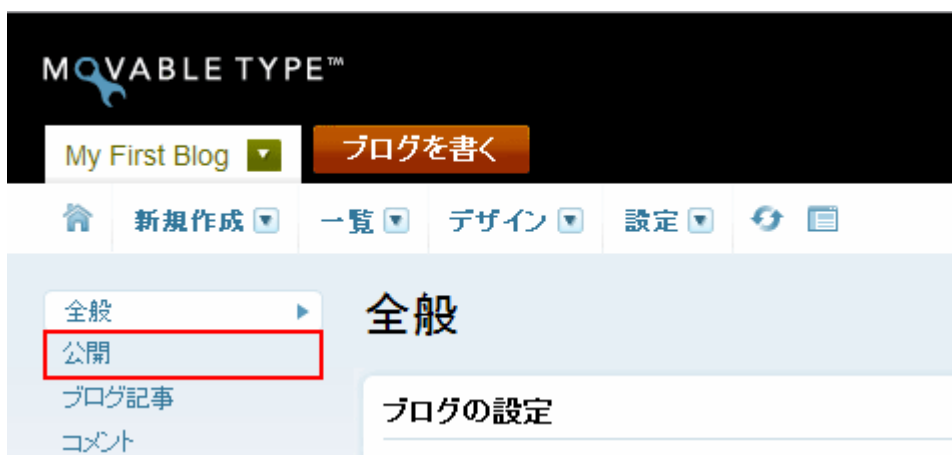 MOVABLE TYPE™
My First Blog ブログを書く
新規作成 一覧 デザイン 設定
全般
公開
ブログ記事
コメント
全般
ブログの設定